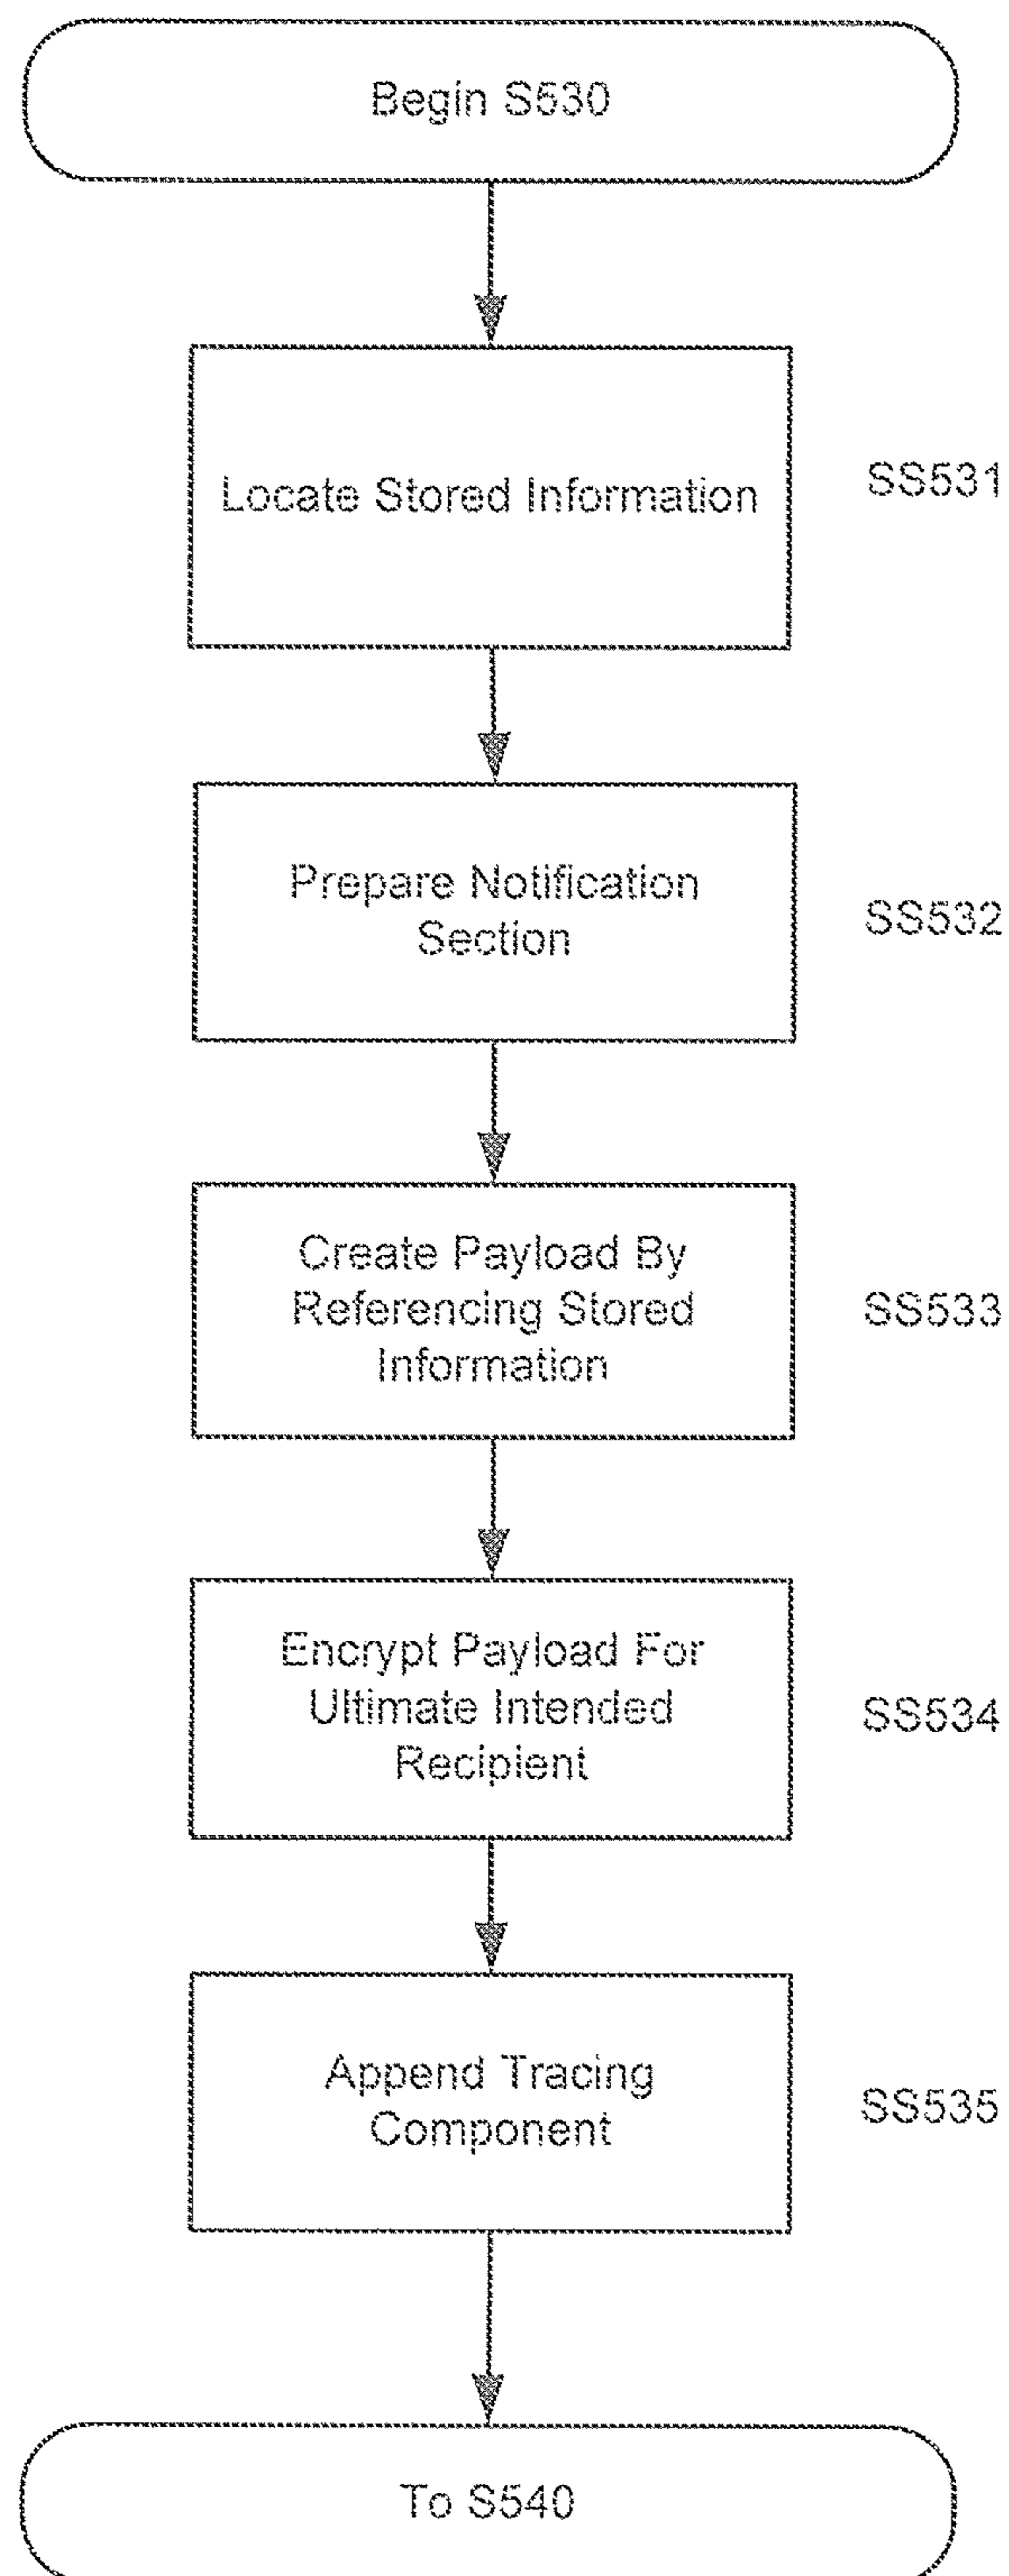 Begin S530
Locate Stored Information
SS531
Prepare Notification
Section
SS532
Create Payload By
Referencing Stored
Information
SS533
Encrypt Payload For
Ultimate Intended
Recipient
SS534
Append Tracing
Component
SS535
To S540